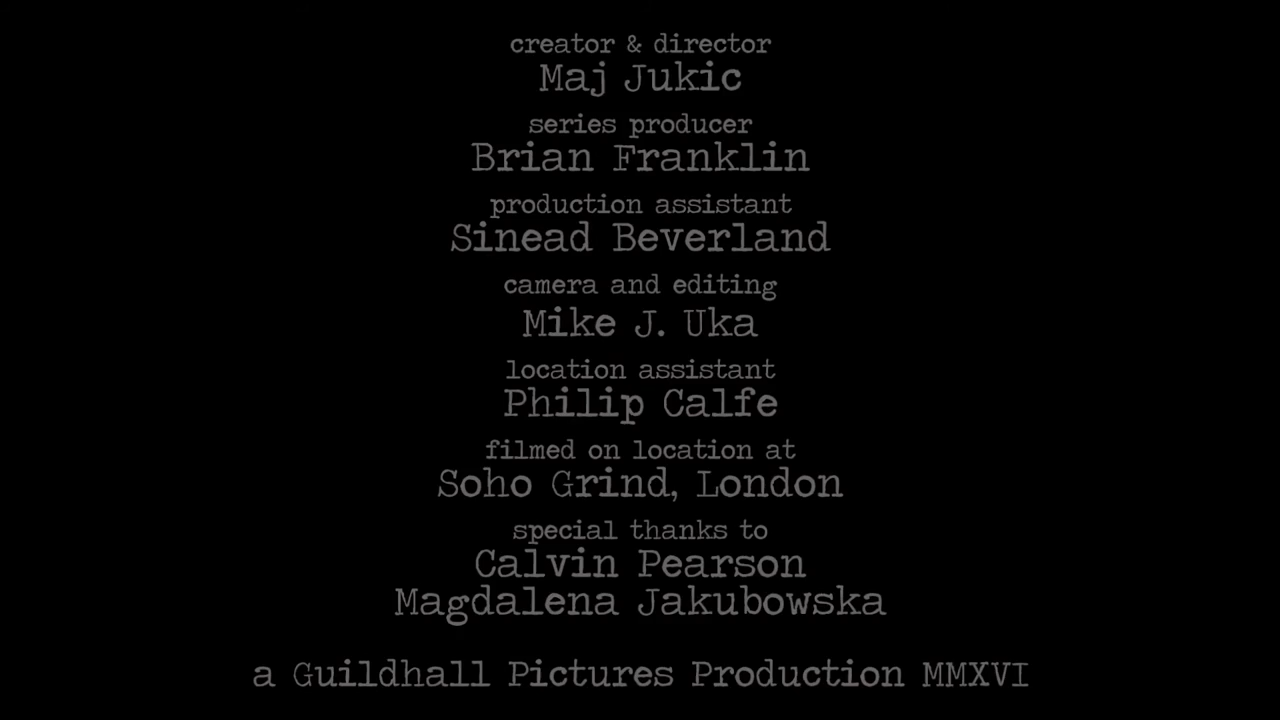 creator & director
Maj Jukic
series producer
Brian Franklin
production assistant
Sinead Beverland
camera and editing
Mike J. Uka
location assistant
Philip Calfe
filmed on location at
Soho Grind, London
special thanks to
Calvin Pearson
Magdalena Jakubowska
a Guildhall Pictures Production MMXVI